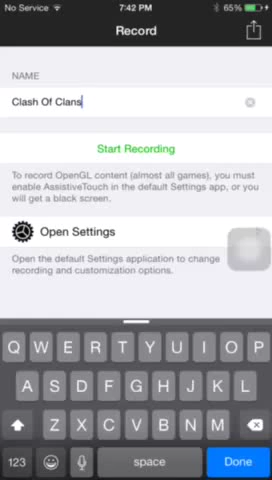 No Service 7:42 PM 65%
Record
NAME
Clash Of Clans
Start Recording
To record OpenGL content (almost all games), you must
enable AssistiveTouch in the default Settings app, or you
will get a black screen.
Open Settings
Open the default Settings application to change
recording and customization options.
Q W E R T Y U I O P
A S D F G H J K L
Z X C V B N M
123 space Done